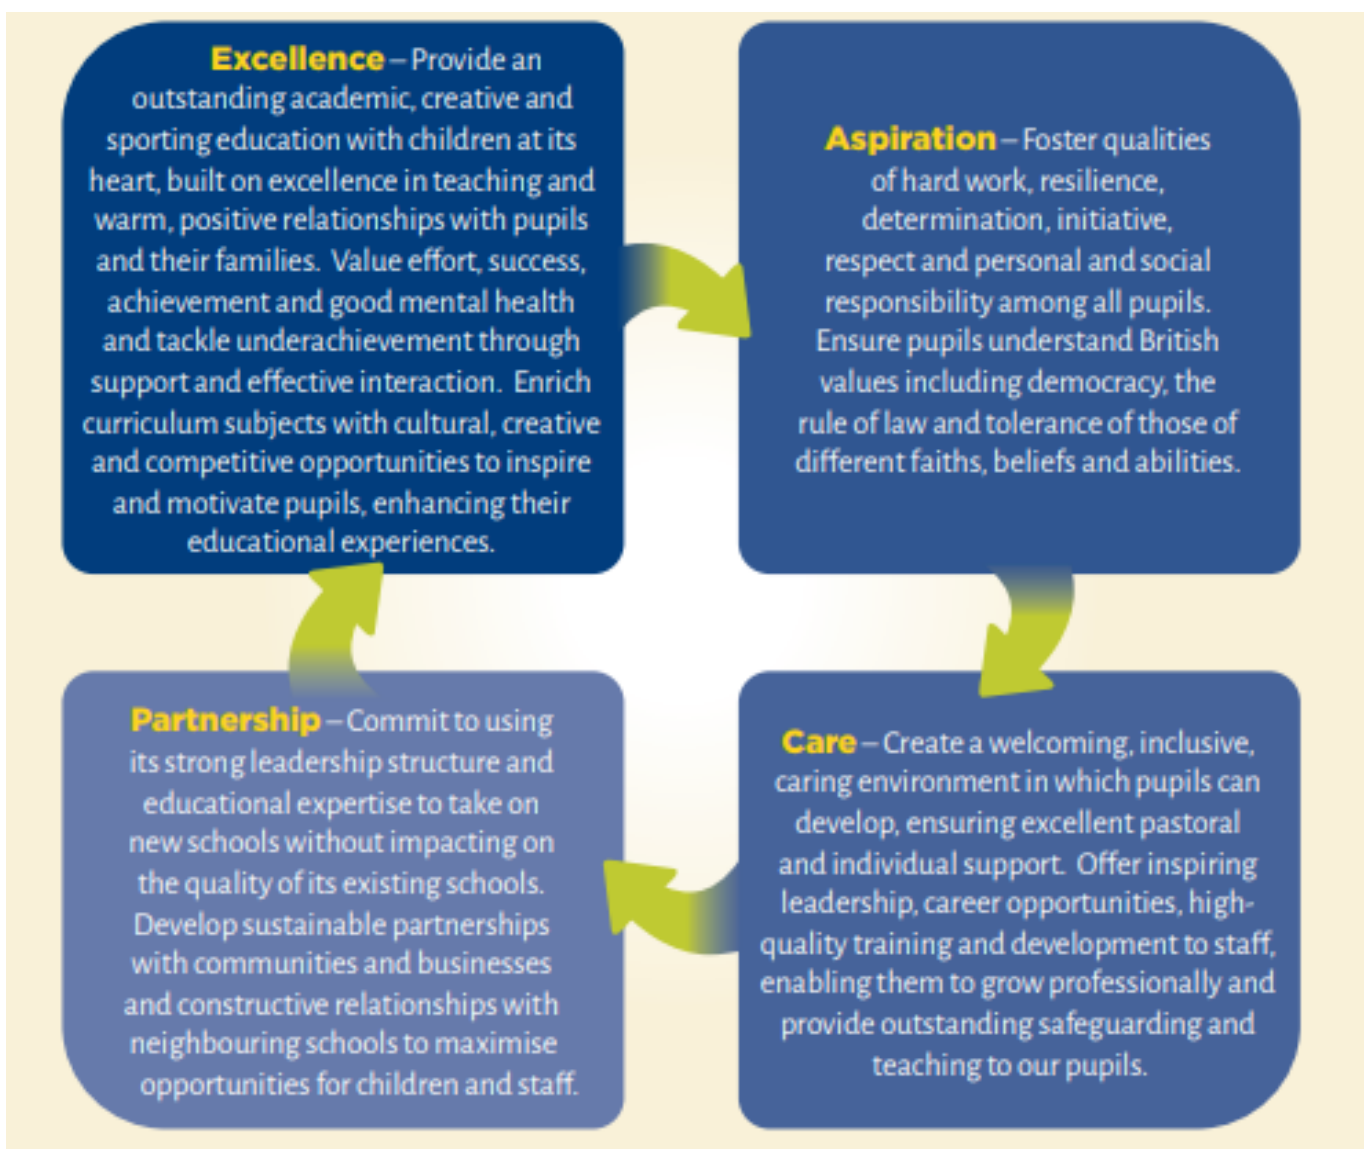 Excellence – Provide an
outstanding academic, creative and
sporting education with children at its
heart, built on excellence in teaching and
warm, positive relationships with pupils
and their families. Value effort, success,
achievement and good mental health
and tackle underachievement through
support and effective interaction. Enrich
curriculum subjects with cultural, creative
and competitive opportunities to inspire
and motivate pupils, enhancing their
educational experiences.
Aspiration – Foster qualities
of hard work, resilience,
determination, initiative,
respect and personal and social
responsibility among all pupils.
Ensure pupils understand British
values including democracy, the
rule of law and tolerance of those of
different faiths, beliefs and abilities.
Care – Create a welcoming, inclusive,
caring environment in which pupils can
develop, ensuring excellent pastoral
and individual support. Offer inspiring
leadership, career opportunities, high-
quality training and development to staff,
enabling them to grow professionally and
provide outstanding safeguarding and
teaching to our pupils.
Partnership – Commit to using
its strong leadership structure and
educational expertise to take on
new schools without impacting on
the quality of its existing schools.
Develop sustainable partnerships
with communities and businesses
and constructive relationships with
neighbouring schools to maximise
opportunities for children and staff.